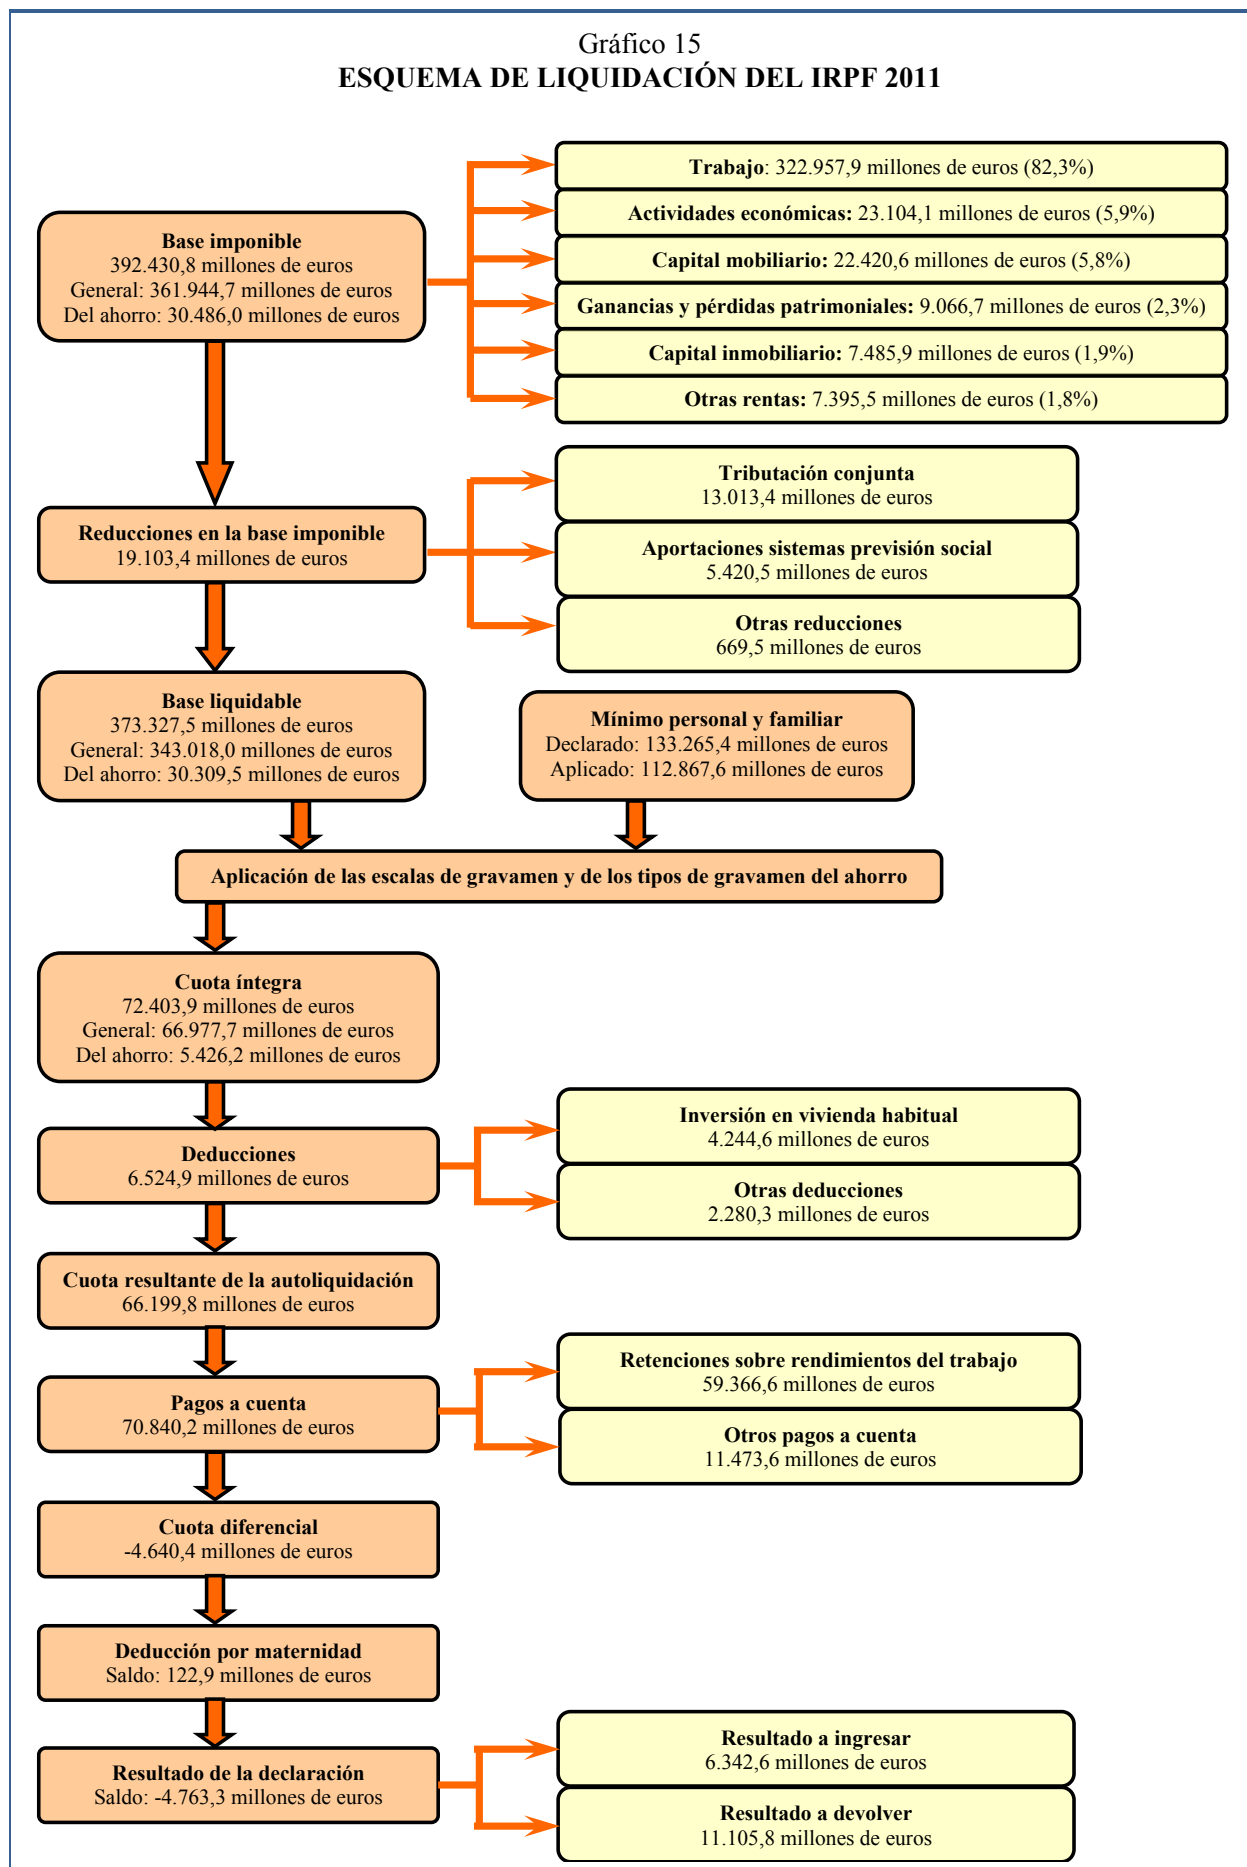 Gráfico 15
ESQUEMA DE LIQUIDACIÓN DEL IRPF 2011
Base imponible
392.430,8 millones de euros
General: 361.944,7 millones de euros
Del ahorro: 30.486,0 millones de euros
Trabajo: 322.957,9 millones de euros (82,3%)
Actividades económicas: 23.104,1 millones de euros (5,9%)
Capital mobiliario: 22.420,6 millones de euros (5,8%)
Ganancias y pérdidas patrimoniales: 9.066,7 millones de euros (2,3%)
Capital inmobiliario: 7.485,9 millones de euros (1,9%)
Otras rentas: 7.395,5 millones de euros (1,8%)
Reducciones en la base imponible
19.103,4 millones de euros
Tributación conjunta
13.013,4 millones de euros
Aportaciones sistemas previsión social
5.420,5 millones de euros
Otras reducciones
669,5 millones de euros
Base liquidable
373.327,5 millones de euros
General: 343.018,0 millones de euros
Del ahorro: 30.309,5 millones de euros
Mínimo personal y familiar
Declarado: 133.265,4 millones de euros
Aplicado: 112.867,6 millones de euros
Aplicación de las escalas de gravamen y de los tipos de gravamen del ahorro
Cuota íntegra
72.403,9 millones de euros
General: 66.977,7 millones de euros
Del ahorro: 5.426,2 millones de euros
Deducciones
6.524,9 millones de euros
Inversión en vivienda habitual
4.244,6 millones de euros
Otras deducciones
2.280,3 millones de euros
Cuota resultante de la autoliquidación
66.199,8 millones de euros
Pagos a cuenta
70.840,2 millones de euros
Retenciones sobre rendimientos del trabajo
59.366,6 millones de euros
Otros pagos a cuenta
11.473,6 millones de euros
Cuota diferencial
-4.640,4 millones de euros
Deducción por maternidad
Saldo: 122,9 millones de euros
Resultado de la declaración
Saldo: -4.763,3 millones de euros
Resultado a ingresar
6.342,6 millones de euros
Resultado a devolver
11.105,8 millones de euros